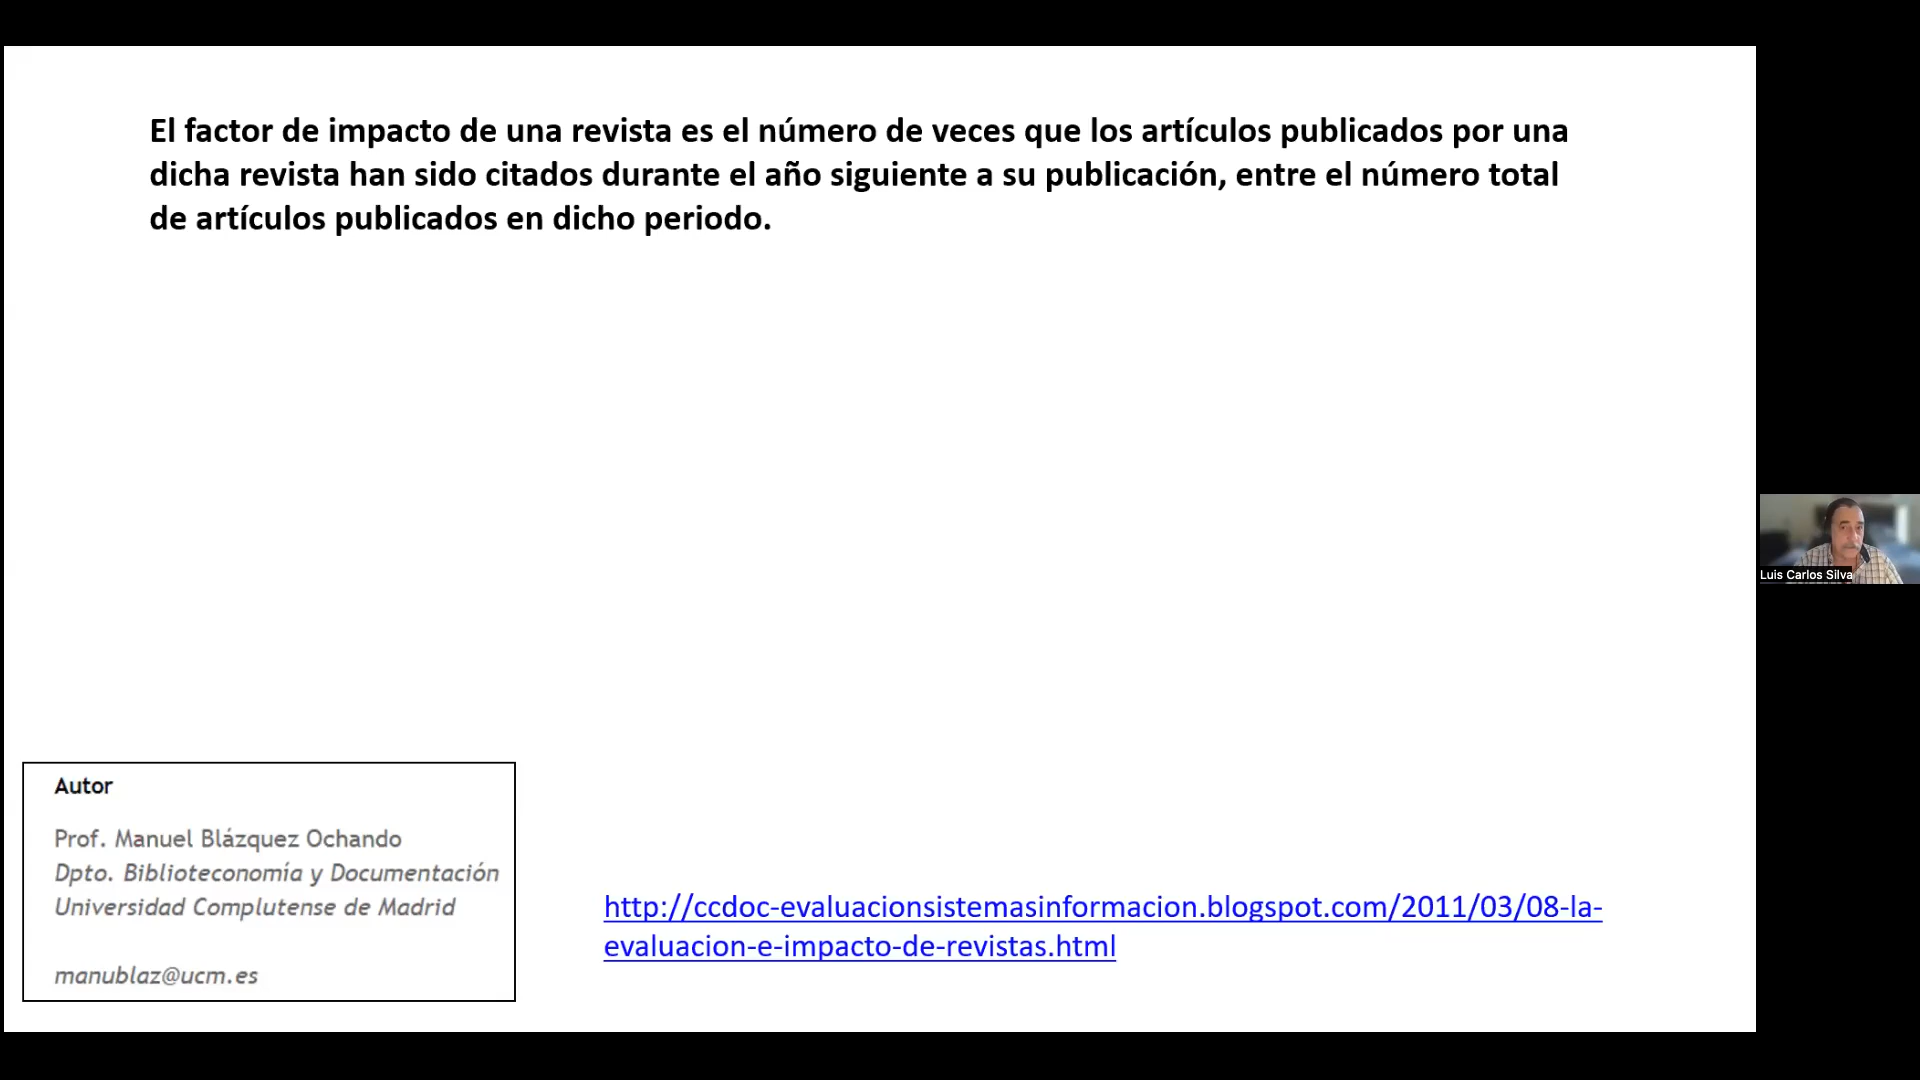 El factor de impacto de una revista es el número de veces que los artículos publicados por una
dicha revista han sido citados durante el año siguiente a su publicación, entre el número total
de artículos publicados en dicho periodo.
Autor
Prof. Manuel Blázquez Ochando
Dpto. Biblioteconomía y Documentación
Universidad Complutense de Madrid
manublaz@ucm.es
http://ccdoc-evaluacionsistemasinformacion.blogspot.com/2011/03/08-la-
evaluacion-e-impacto-de-revistas.html
Luis Carlos Silva